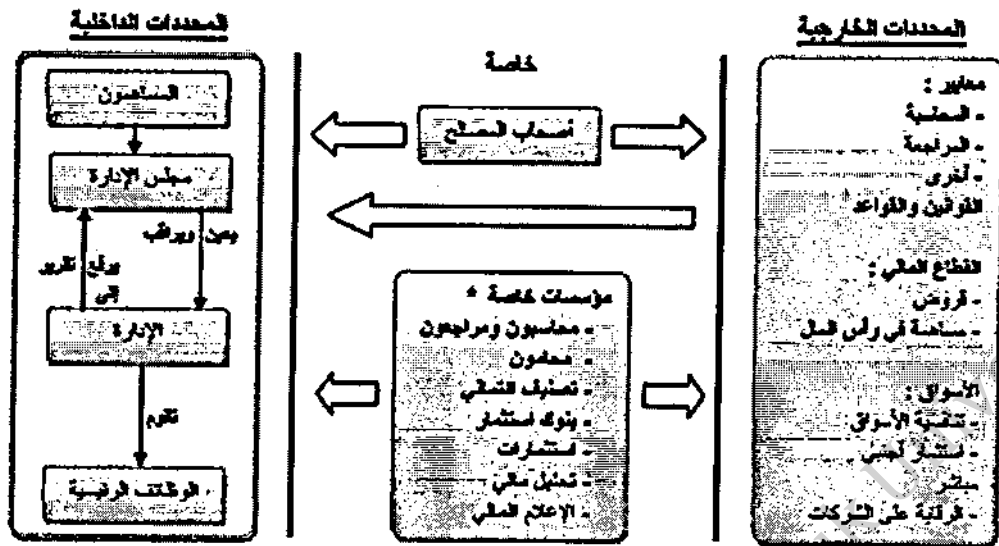 المحددات الخارجية
معايير :
- المحاسبة
- المراجعة
- أخرى
القوانين والقواعد
القطاع المالي :
- قروض
- مساهمة في رأس المال
الأسواق :
- تنافسية الأسواق
- استثمار أجنبي
مباشر
- الرقابة على الشركات
خاصة
أصحاب المصالح
مؤسسات خاصة *
- محاسبون ومراجعون
- محامون
- تصنيف ائتماني
- بنوك استثمار
- استشارات
- تحليل مالي
- الإعلام المالي
المحددات الداخلية
المساهمون
مجلس الإدارة
يعين ويراقب
يرفع تقرير
إلى
الإدارة
تقوم
الوظائف الرئيسية